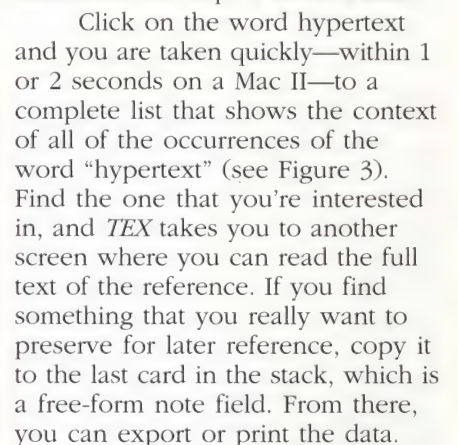 Click on the word hypertext
and you are taken quickly—within 1
or 2 seconds on a Mac II—to a
complete list that shows the context
of all of the occurrences of the
word “hypertext” (see Figure 3).
Find the one that you're interested
in, and TEX takes you to another
screen where you can read the full
text of the reference. If you find
something that you really want to
preserve for later reference, copy it
to the last card in the stack, which is
a free-form note field. From there,
you can export or print the data.